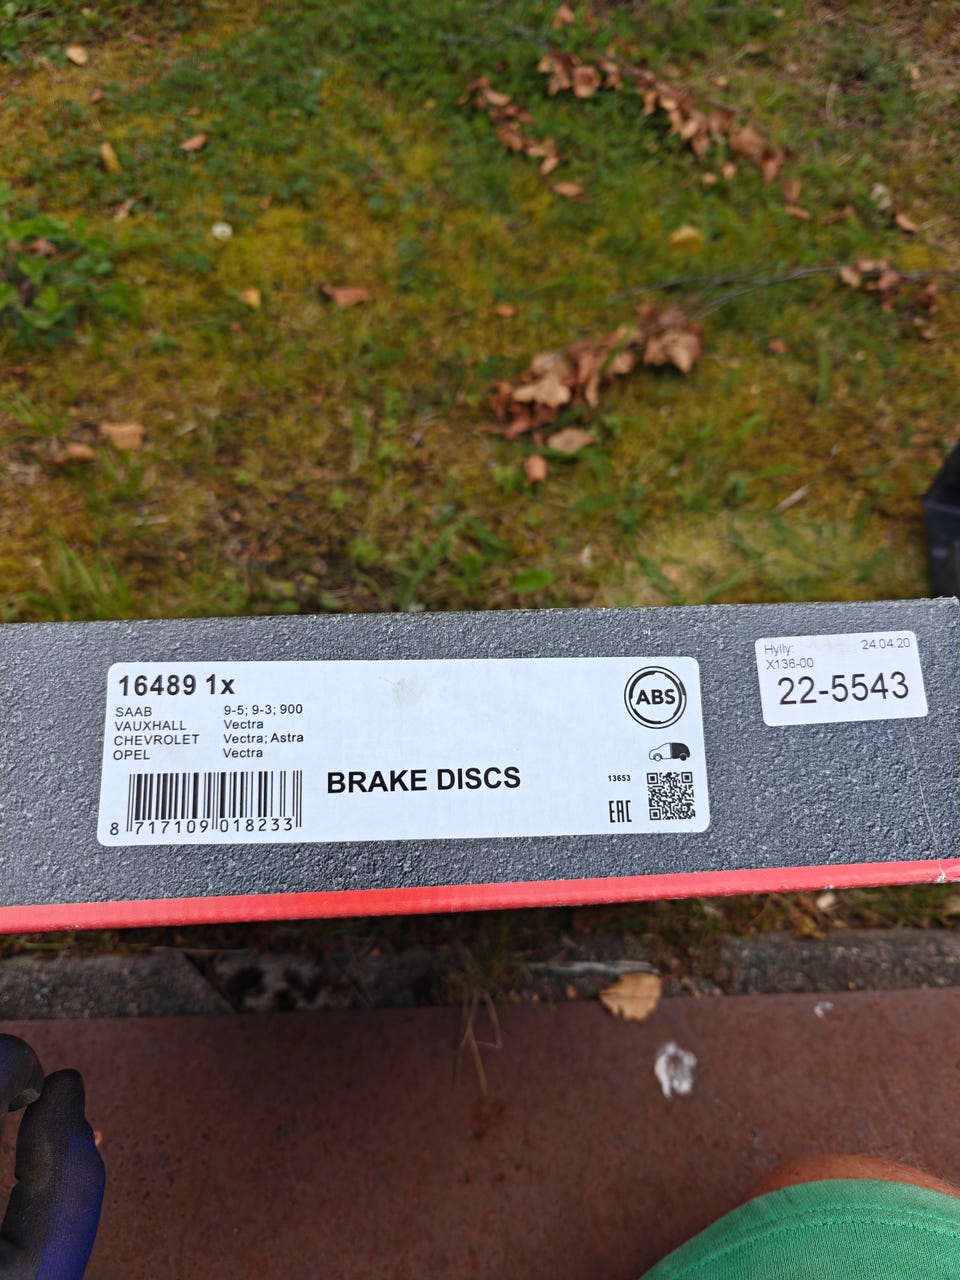 16489 1x
SAAB 9-5; 9-3; 900
VAUXHALL Vectra
CHEVROLET Vectra; Astra
OPEL Vectra
8 717109 018233
BRAKE DISCS
ABS
13653
EAC
Hylly: 24.04.20
X136-00
22-5543